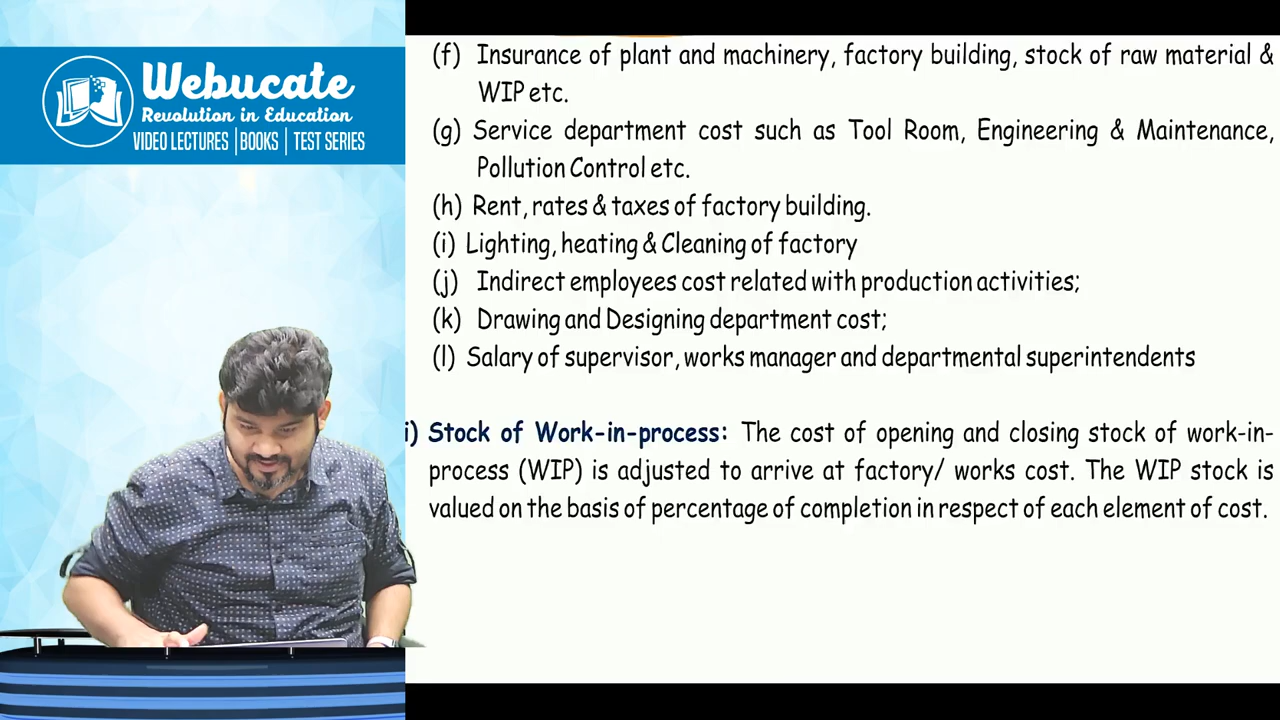 Webucate
Revolution in Education
VIDEO LECTURES | BOOKS | TEST SERIES
(f) Insurance of plant and machinery, factory building, stock of raw material &
WIP etc.
(g) Service department cost such as Tool Room, Engineering & Maintenance,
Pollution Control etc.
(h) Rent, rates & taxes of factory building.
(i) Lighting, heating & Cleaning of factory
(j) Indirect employees cost related with production activities;
(k) Drawing and Designing department cost;
(l) Salary of supervisor, works manager and departmental superintendents
i) Stock of Work-in-process: The cost of opening and closing stock of work-in-
process (WIP) is adjusted to arrive at factory/ works cost. The WIP stock is
valued on the basis of percentage of completion in respect of each element of cost.